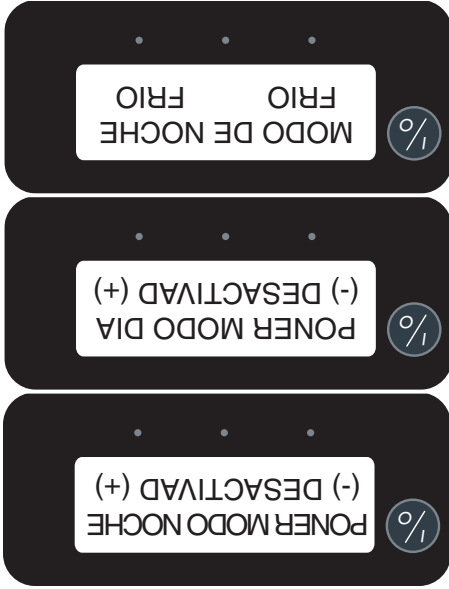 I/O
PONER MODO NOCHE
(-) DESACTIVAD (+)
I/O
PONER MODO DIA
(-) DESACTIVAD (+)
I/O
MODO DE NOCHE
FRIO FRIO